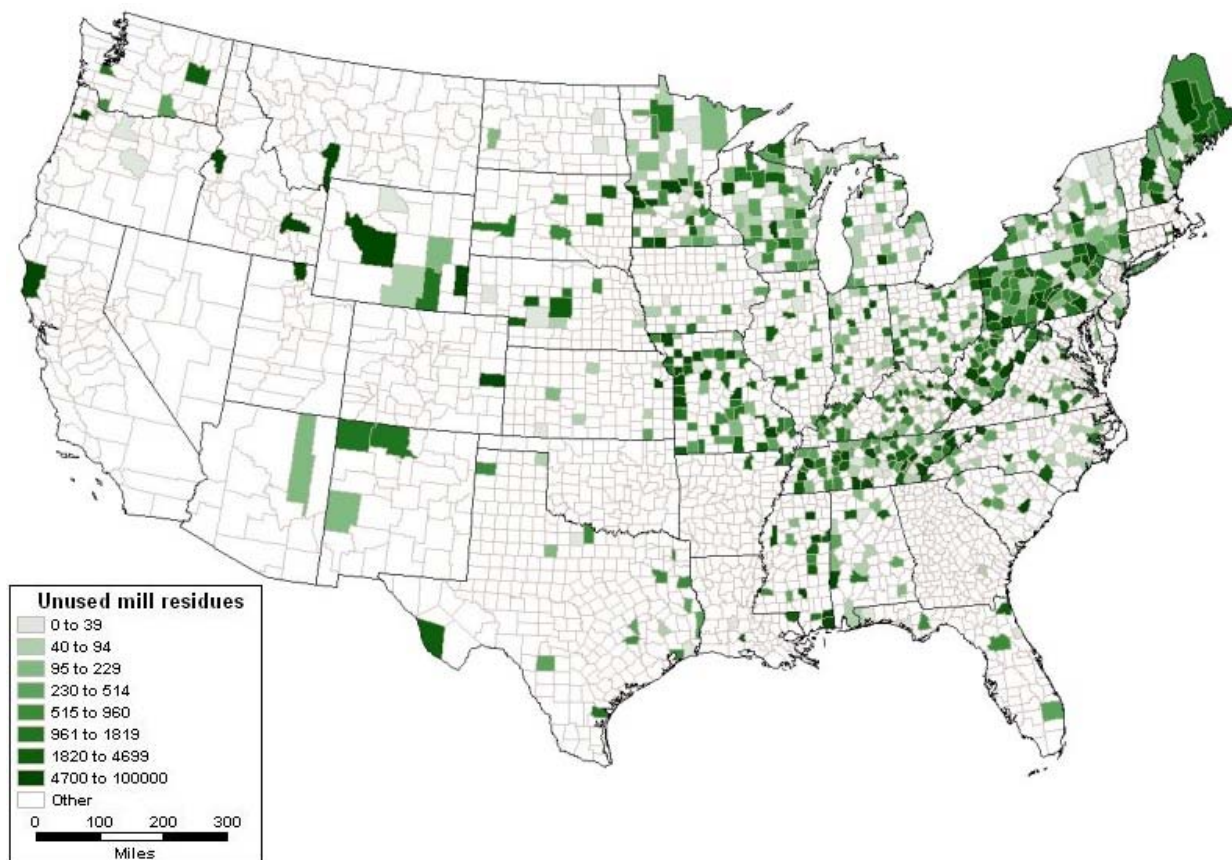 Unused mill residues
0 to 39
40 to 94
95 to 229
230 to 514
515 to 960
961 to 1819
1820 to 4699
4700 to 100000
Other
0 100 200 300
Miles